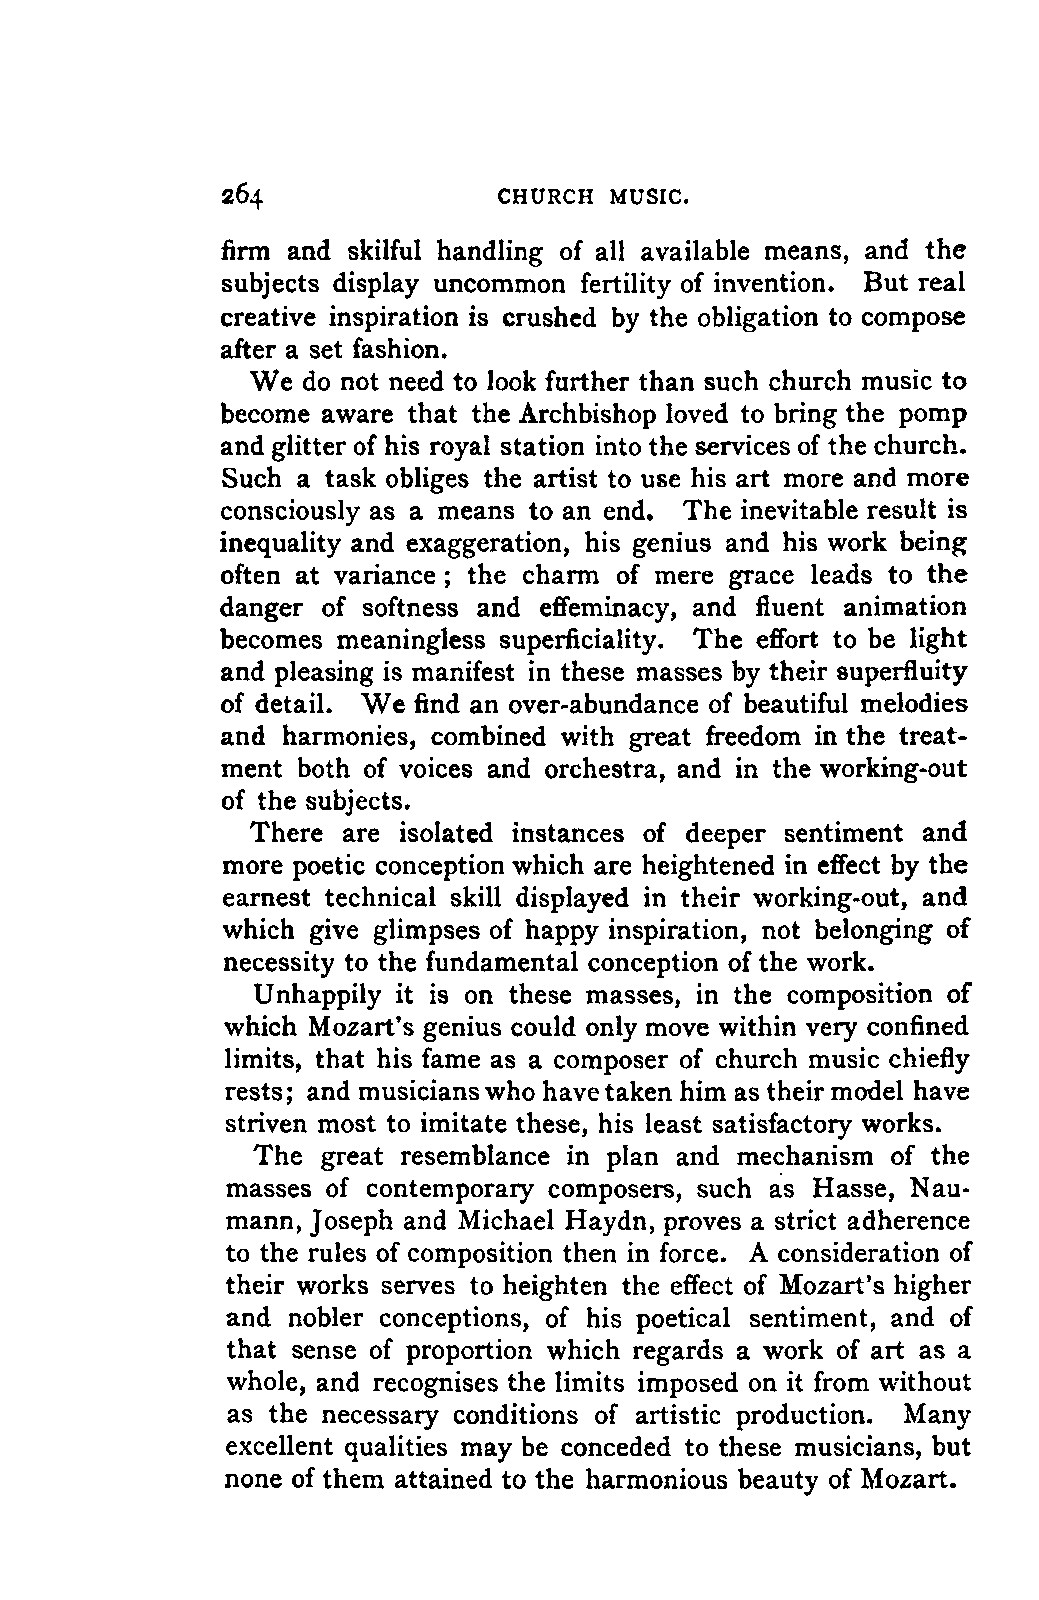 264 CHURCH MUSIC.
firm and skilful handling of all available means, and the
subjects display uncommon fertility of invention. But real
creative inspiration is crushed by the obligation to compose
after a set fashion.
We do not need to look further than such church music to
become aware that the Archbishop loved to bring the pomp
and glitter of his royal station into the services of the church.
Such a task obliges the artist to use his art more and more
consciously as a means to an end. The inevitable result is
inequality and exaggeration, his genius and his work being
often at variance ; the charm of mere grace leads to the
danger of softness and effeminacy, and fluent animation
becomes meaningless superficiality. The effort to be light
and pleasing is manifest in these masses by their superfluity
of detail. We find an over-abundance of beautiful melodies
and harmonies, combined with great freedom in the treat-
ment both of voices and orchestra, and in the working-out
of the subjects.
There are isolated instances of deeper sentiment and
more poetic conception which are heightened in effect by the
earnest technical skill displayed in their working-out, and
which give glimpses of happy inspiration, not belonging of
necessity to the fundamental conception of the work.
Unhappily it is on these masses, in the composition of
which Mozart's genius could only move within very confined
limits, that his fame as a composer of church music chiefly
rests; and musicians who have taken him as their model have
striven most to imitate these, his least satisfactory works.
The great resemblance in plan and mechanism of the
masses of contemporary composers, such as Hasse, Nau-
mann, Joseph and Michael Haydn, proves a strict adherence
to the rules of composition then in force. A consideration of
their works serves to heighten the effect of Mozart's higher
and nobler conceptions, of his poetical sentiment, and of
that sense of proportion which regards a work of art as a
whole, and recognises the limits imposed on it from without
as the necessary conditions of artistic production. Many
excellent qualities may be conceded to these musicians, but
none of them attained to the harmonious beauty of Mozart.